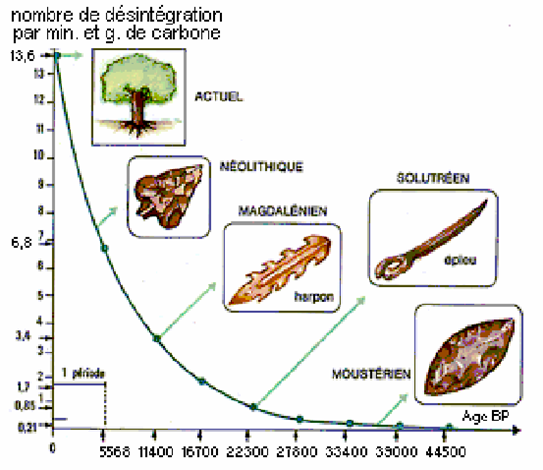 nombre de désintégration
par min. et g. de carbone
13,6
13
12
11
10
9
8
7
6,8
6
5
4
3,4
3
2
1,7
1
0,85
0,21
ACTUEL
NÉOLITHIQUE
MAGDALÉNIEN
harpon
SOLUTRÉEN
épieu
MOUSTÉRIEN
1 période
Age BP
0
5568
11400
16700
22300
27800
33400
39000
44500